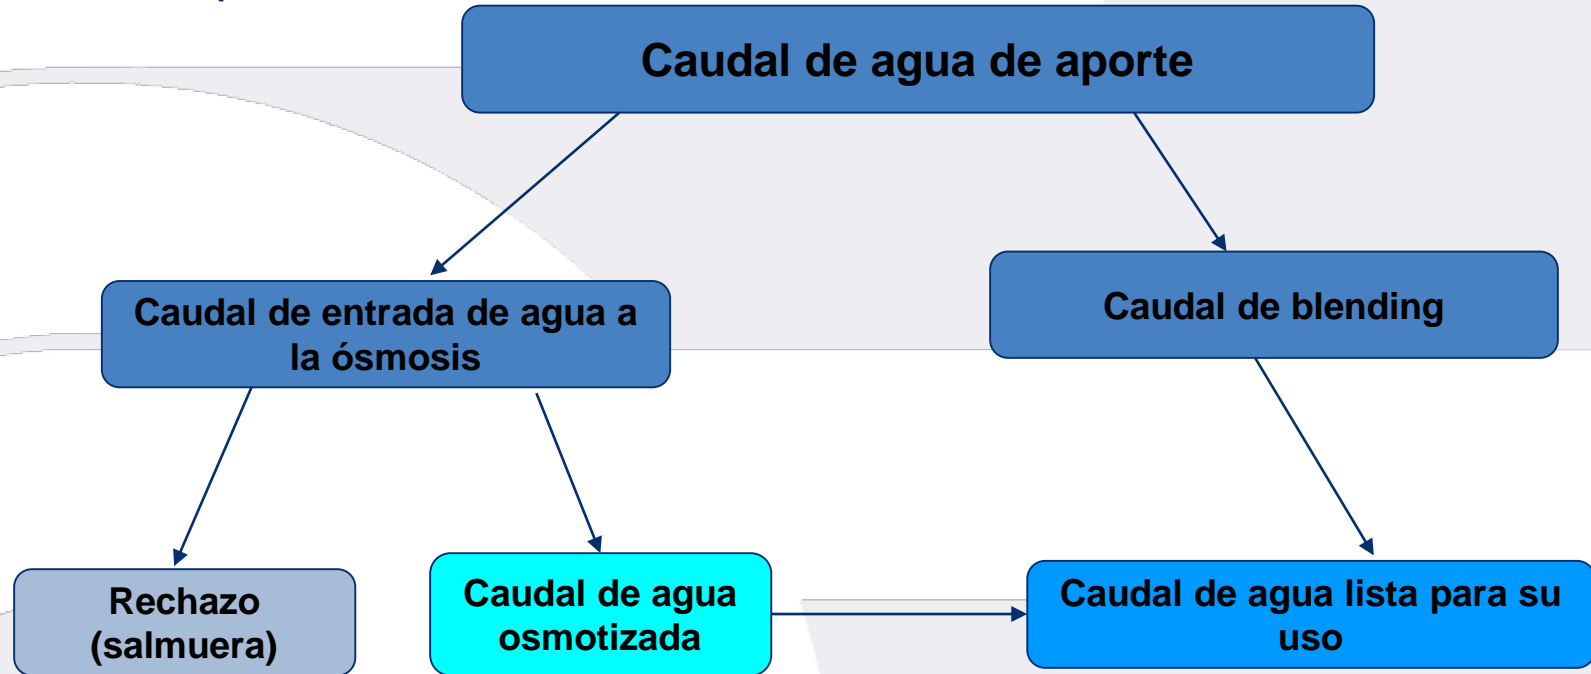 Caudal de agua de aporte
Caudal de entrada de agua a
la ósmosis
Caudal de blending
Rechazo
(salmuera)
Caudal de agua
osmotizada
Caudal de agua lista para su
uso